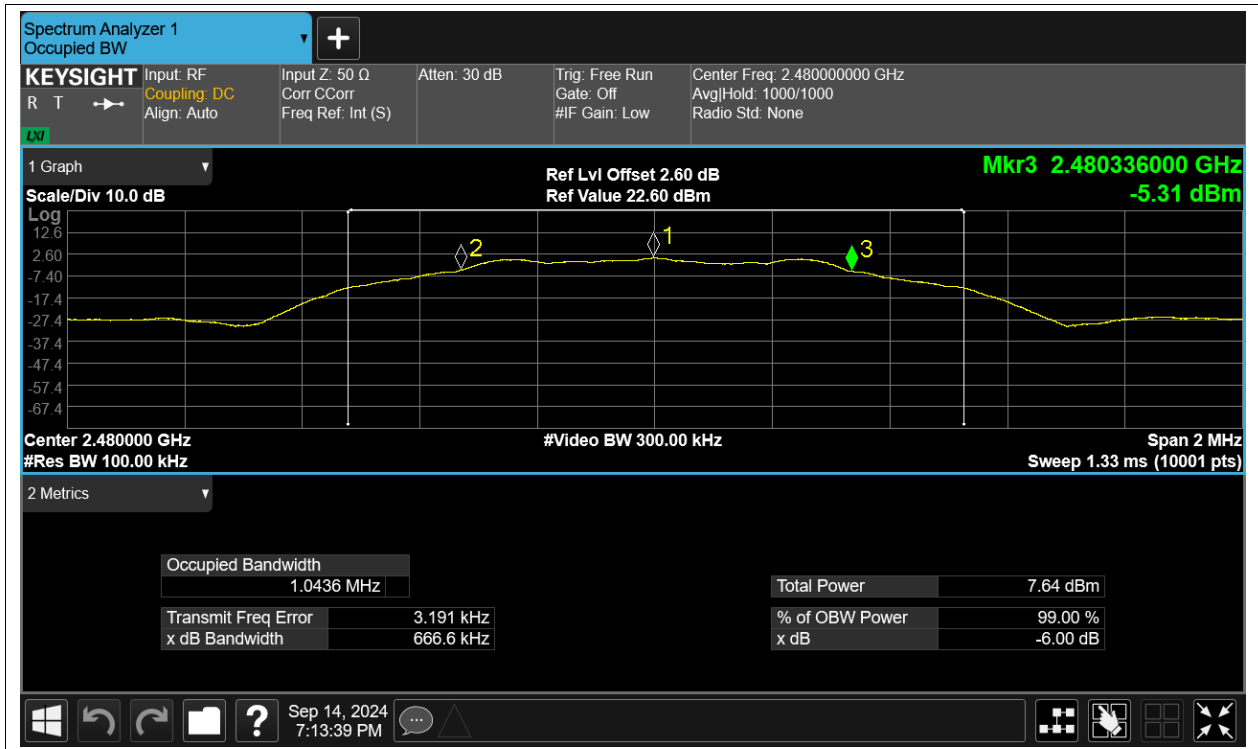 Spectrum Analyzer 1
Occupied BW
▼
+
KEYSIGHT
R T
LXI
Input: RF
Coupling: DC
Align: Auto
Input Z: 50 Ω
Corr CCorr
Freq Ref: Int (S)
Atten: 30 dB
Trig: Free Run
Gate: Off
#IF Gain: Low
Center Freq: 2.480000000 GHz
Avg|Hold: 1000/1000
Radio Std: None
1 Graph
Scale/Div 10.0 dB
Ref Lvl Offset 2.60 dB
Ref Value 22.60 dBm
Mkr3 2.480336000 GHz
-5.31 dBm
Log
12.6
2.60
-7.40
-17.4
-27.4
-37.4
-47.4
-57.4
-67.4
2
1
3
Center 2.480000 GHz
#Res BW 100.00 kHz
#Video BW 300.00 kHz
Span 2 MHz
Sweep 1.33 ms (10001 pts)
2 Metrics
Occupied Bandwidth
1.0436 MHz
Transmit Freq Error 3.191 kHz
x dB Bandwidth 666.6 kHz
Total Power 7.64 dBm
% of OBW Power 99.00 %
x dB -6.00 dB
?
Sep 14, 2024
7:13:39 PM